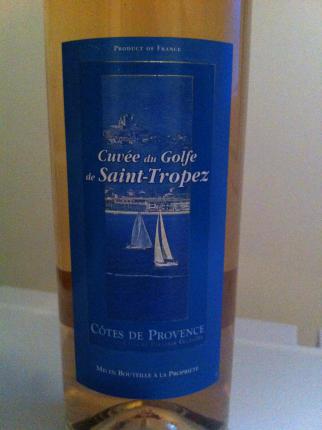 PRODUCT OF FRANCE
Cuvée du Golfe
de Saint-Tropez
CÔTES DE PROVENCE
MIS EN BOUTEILLE À LA PROPRIÉTÉ